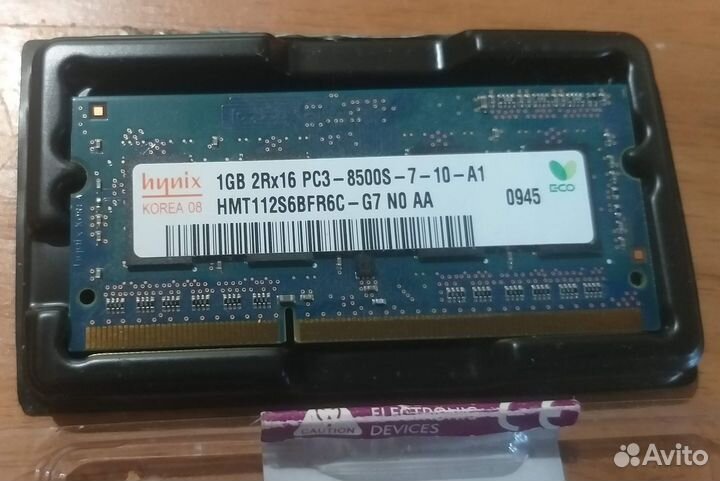 hynix
KOREA 08
1GB 2Rx16 PC3-8500S-7-10-A1
HMT112S6BFR6C-G7 N0 AA
0945
ECO
CAUTION
ELECTRONIC
DEVICES
Avito